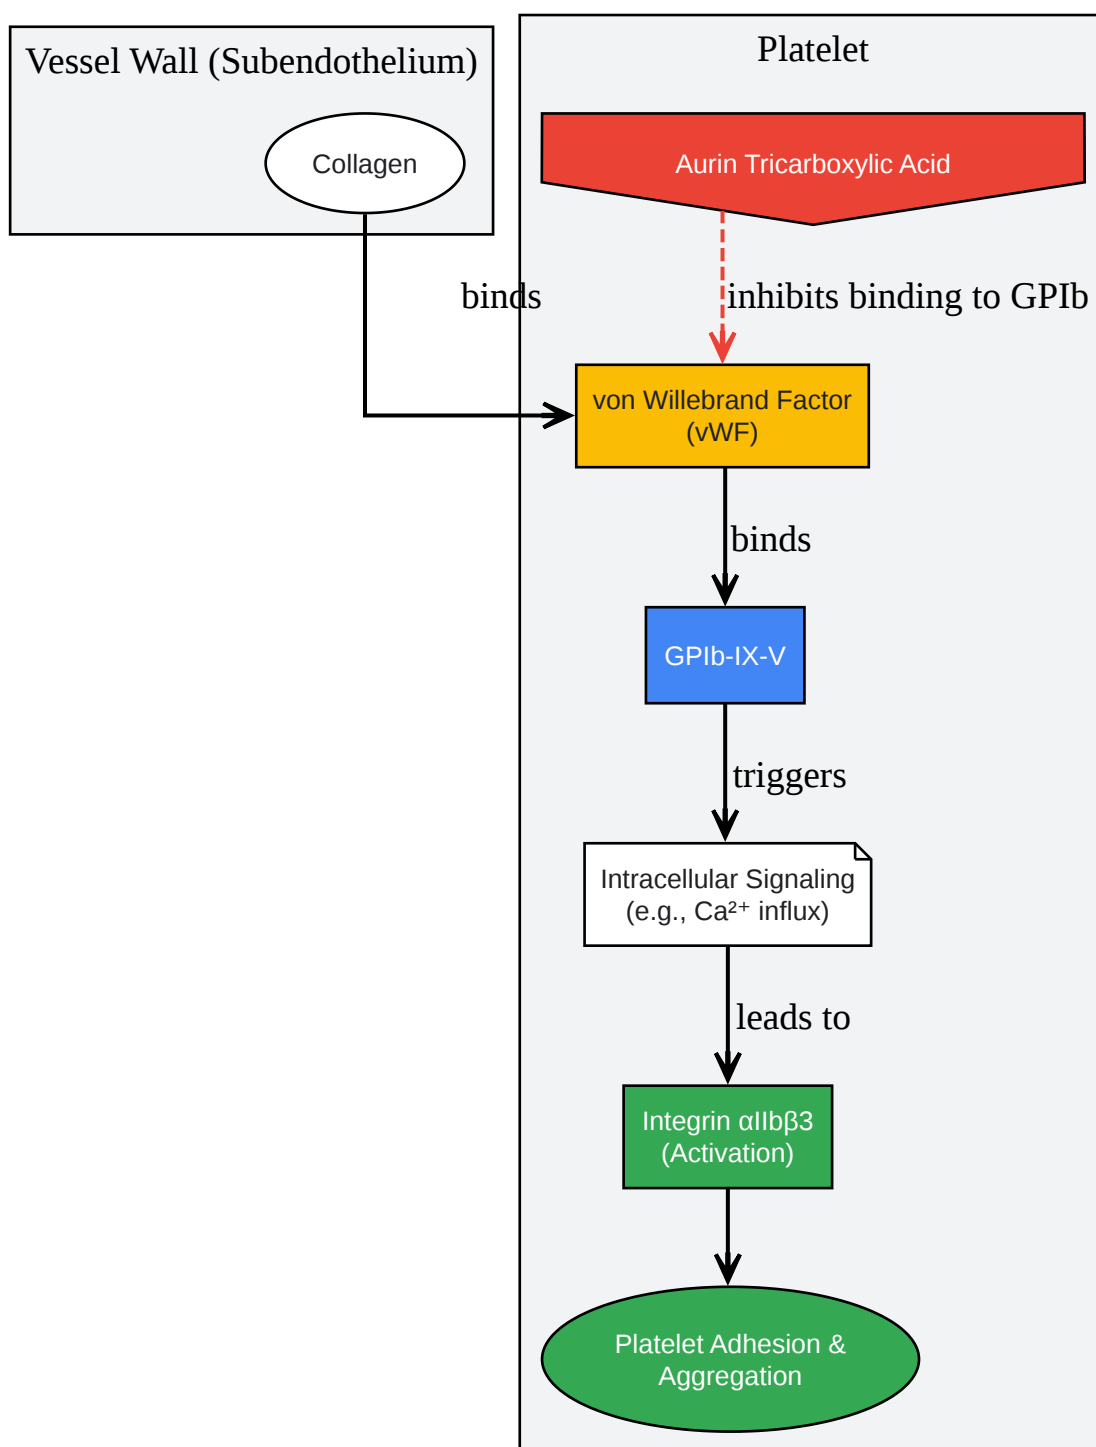 Vessel Wall (Subendothelium)
Platelet
Collagen
Aurin Tricarboxylic Acid
binds
inhibits binding to GPIb
von Willebrand Factor
(vWF)
binds
GPIb-IX-V
triggers
Intracellular Signaling
(e.g., Ca²⁺ influx)
leads to
Integrin αIIbβ3
(Activation)
Platelet Adhesion &
Aggregation